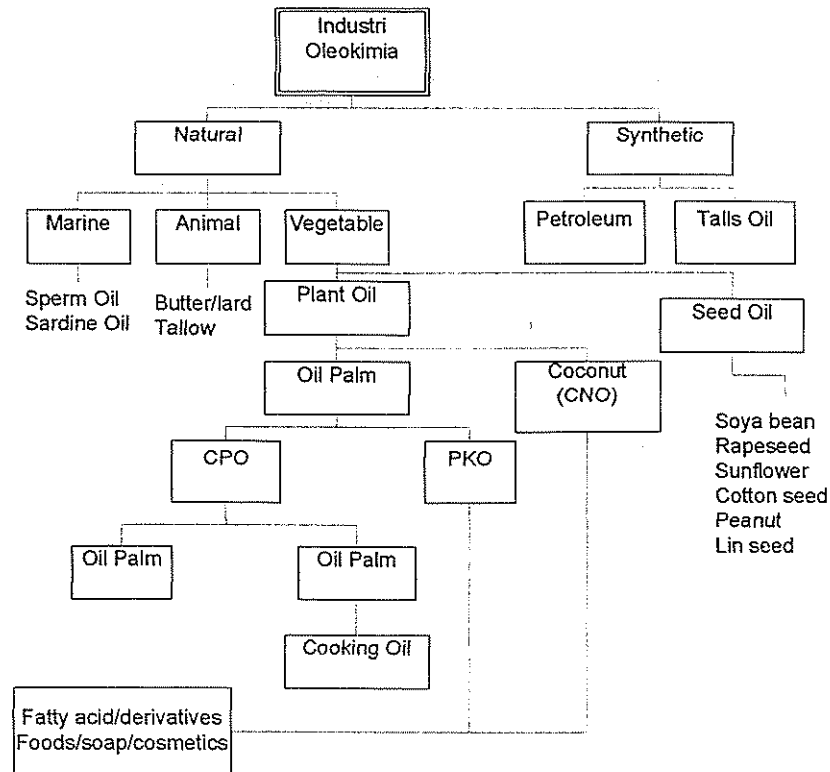 Industri
Oleokimia
Natural
Synthetic
Marine
Animal
Vegetable
Petroleum
Talls Oil
Sperm Oil
Sardine Oil
Butter/lard
Tallow
Plant Oil
Seed Oil
Oil Palm
Coconut
(CNO)
Soya bean
Rapeseed
Sunflower
Cotton seed
Peanut
Lin seed
CPO
PKO
Oil Palm
Oil Palm
Cooking Oil
Fatty acid/derivatives
Foods/soap/cosmetics